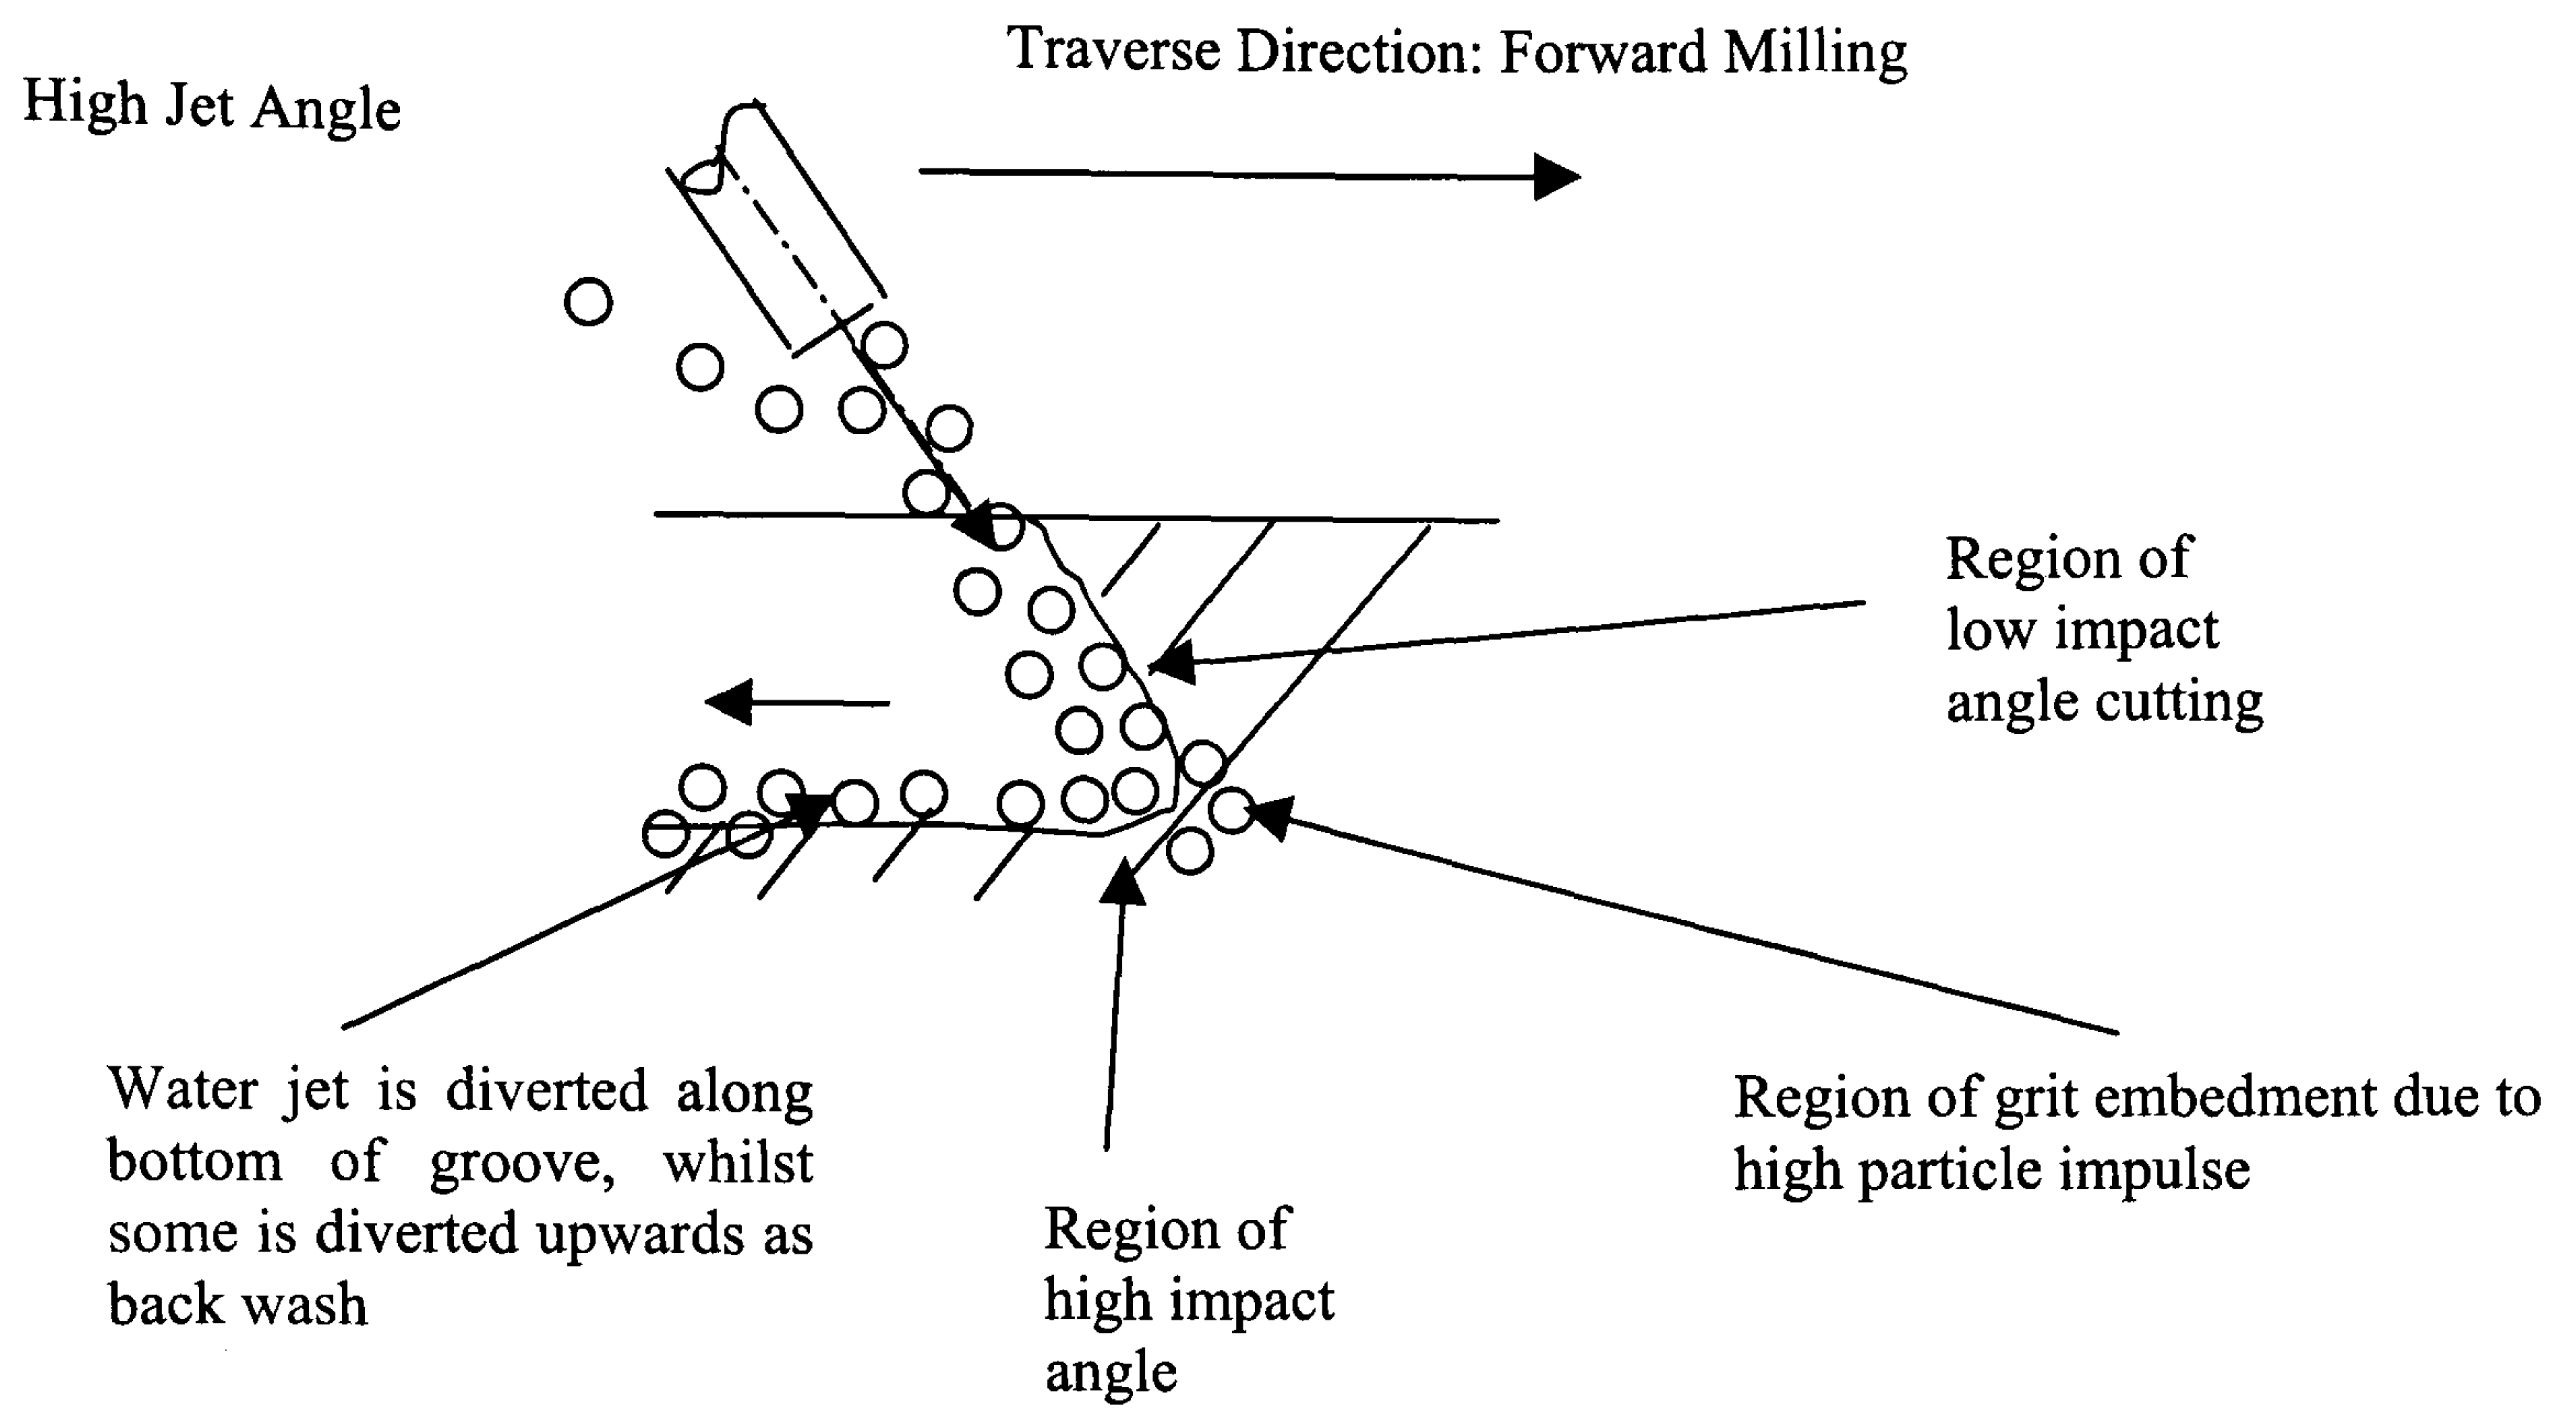 Traverse Direction: Forward Milling
High Jet Angle
Region of
low impact
angle cutting
Water jet is diverted along
bottom of groove, whilst
some is diverted upwards as
back wash
Region of
high impact
angle
Region of grit embedment due to
high particle impulse